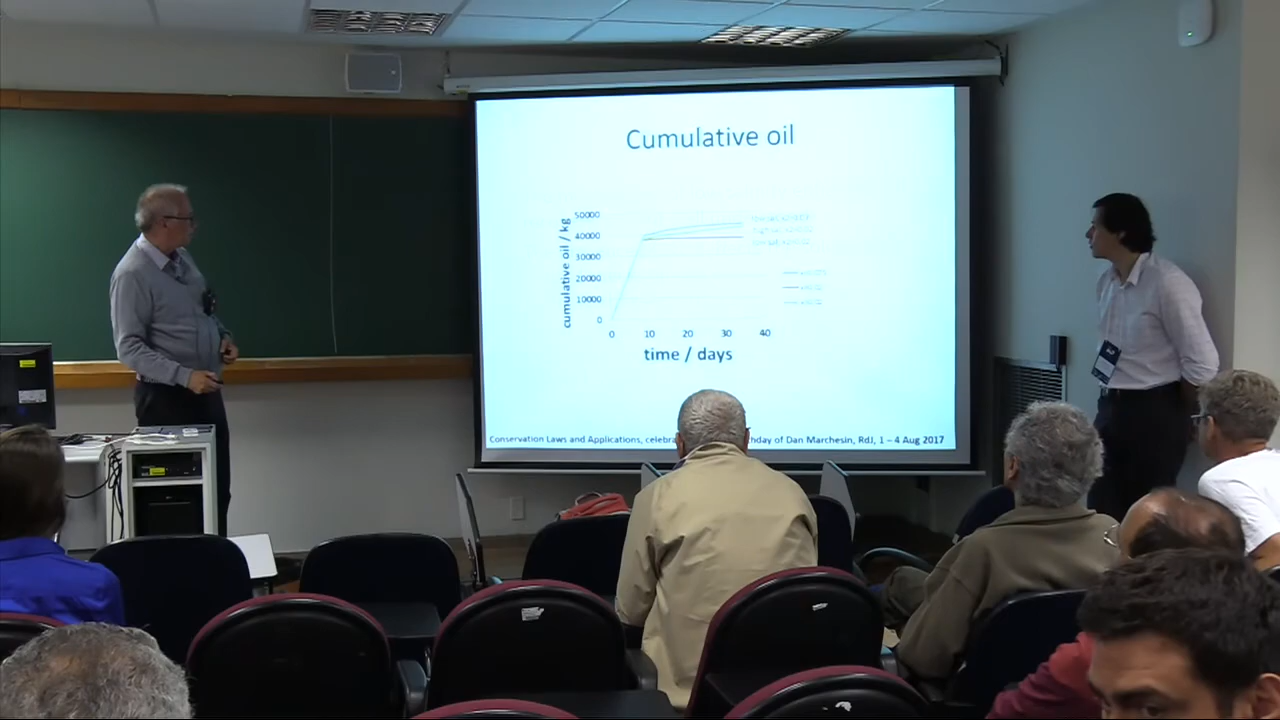 Cumulative oil
cumulative oil / kg
50000
40000
30000
20000
10000
0
0 10 20 30 40
time / days
Conservation Laws and Applications, celebra hday of Dan Marchesin, RdJ, 1 – 4 Aug 2017